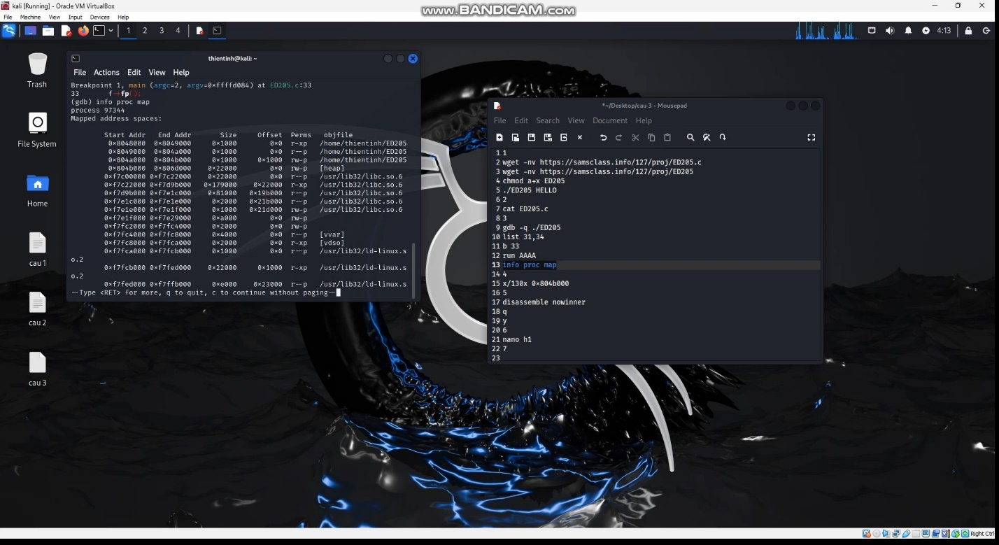 kali [Running] - Oracle VM VirtualBox
www.BANDICAM.com
File Machine View Input Devices Help
1 2 3 4
4:13
Trash
File System
Home
cau 1
cau 2
cau 3
thientinh@kali: ~
File Actions Edit View Help
Breakpoint 1, main (argc=2, argv=0×ffffd084) at ED205.c:33
33 f→fp();
(gdb) info proc map
process 97344
Mapped address spaces:
Start Addr End Addr Size Offset Perms objfile
0×8048000 0×8049000 0×1000 0×0 r-xp /home/thientinh/ED205
0×8049000 0×804a000 0×1000 0×0 r--p /home/thientinh/ED205
0×804a000 0×804b000 0×1000 0×1000 rw-p /home/thientinh/ED205
0×804b000 0×806d000 0×22000 0×0 rw-p [heap]
0×f7c00000 0×f7c22000 0×22000 0×0 r--p /usr/lib32/libc.so.6
0×f7c22000 0×f7d9b000 0×179000 0×22000 r-xp /usr/lib32/libc.so.6
0×f7d9b000 0×f7e1c000 0×81000 0×19b000 r--p /usr/lib32/libc.so.6
0×f7e1c000 0×f7e1e000 0×2000 0×21b000 r--p /usr/lib32/libc.so.6
0×f7e1e000 0×f7e1f000 0×1000 0×21d000 rw-p /usr/lib32/libc.so.6
0×f7e1f000 0×f7e29000 0×a000 0×0 rw-p
0×f7fc2000 0×f7fc4000 0×2000 0×0 rw-p
0×f7fc4000 0×f7fc8000 0×4000 0×0 r--p [vvar]
0×f7fc8000 0×f7fca000 0×2000 0×0 r-xp [vdso]
0×f7fca000 0×f7fcb000 0×1000 0×0 r--p /usr/lib32/ld-linux.s
o.2
0×f7fcb000 0×f7fed000 0×22000 0×1000 r-xp /usr/lib32/ld-linux.s
o.2
0×f7fed000 0×f7ffb000 0×e000 0×23000 r--p /usr/lib32/ld-linux.s
--Type <RET> for more, q to quit, c to continue without paging--
*~/Desktop/cau 3 - Mousepad
File Edit Search View Document Help
1 1
2 wget -nv https://samsclass.info/127/proj/ED205.c
3 wget -nv https://samsclass.info/127/proj/ED205
4 chmod a+x ED205
5 ./ED205 HELLO
6 2
7 cat ED205.c
8 3
9 gdb -q ./ED205
10 list 31,34
11 b 33
12 run AAAA
13 info proc map
14 4
15 x/130x 0×804b000
16 5
17 disassemble nowinner
18 q
19 y
20 6
21 nano h1
22 7
23
Right Ctrl